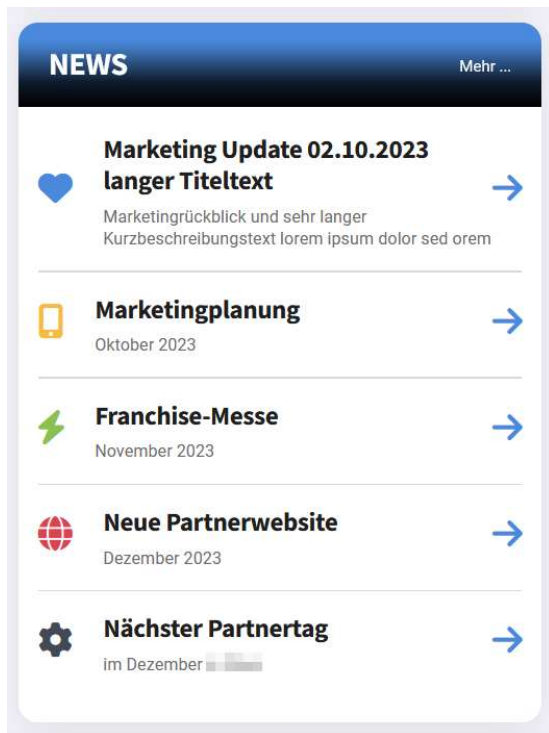 NEWS
Mehr ...
Marketing Update 02.10.2023
langer Titeltext
Marketingrückblick und sehr langer
Kurzbeschreibungstext lorem ipsum dolor sed orem
Marketingplanung
Oktober 2023
Franchise-Messe
November 2023
Neue Partnerwebsite
Dezember 2023
Nächster Partnertag
im Dezember